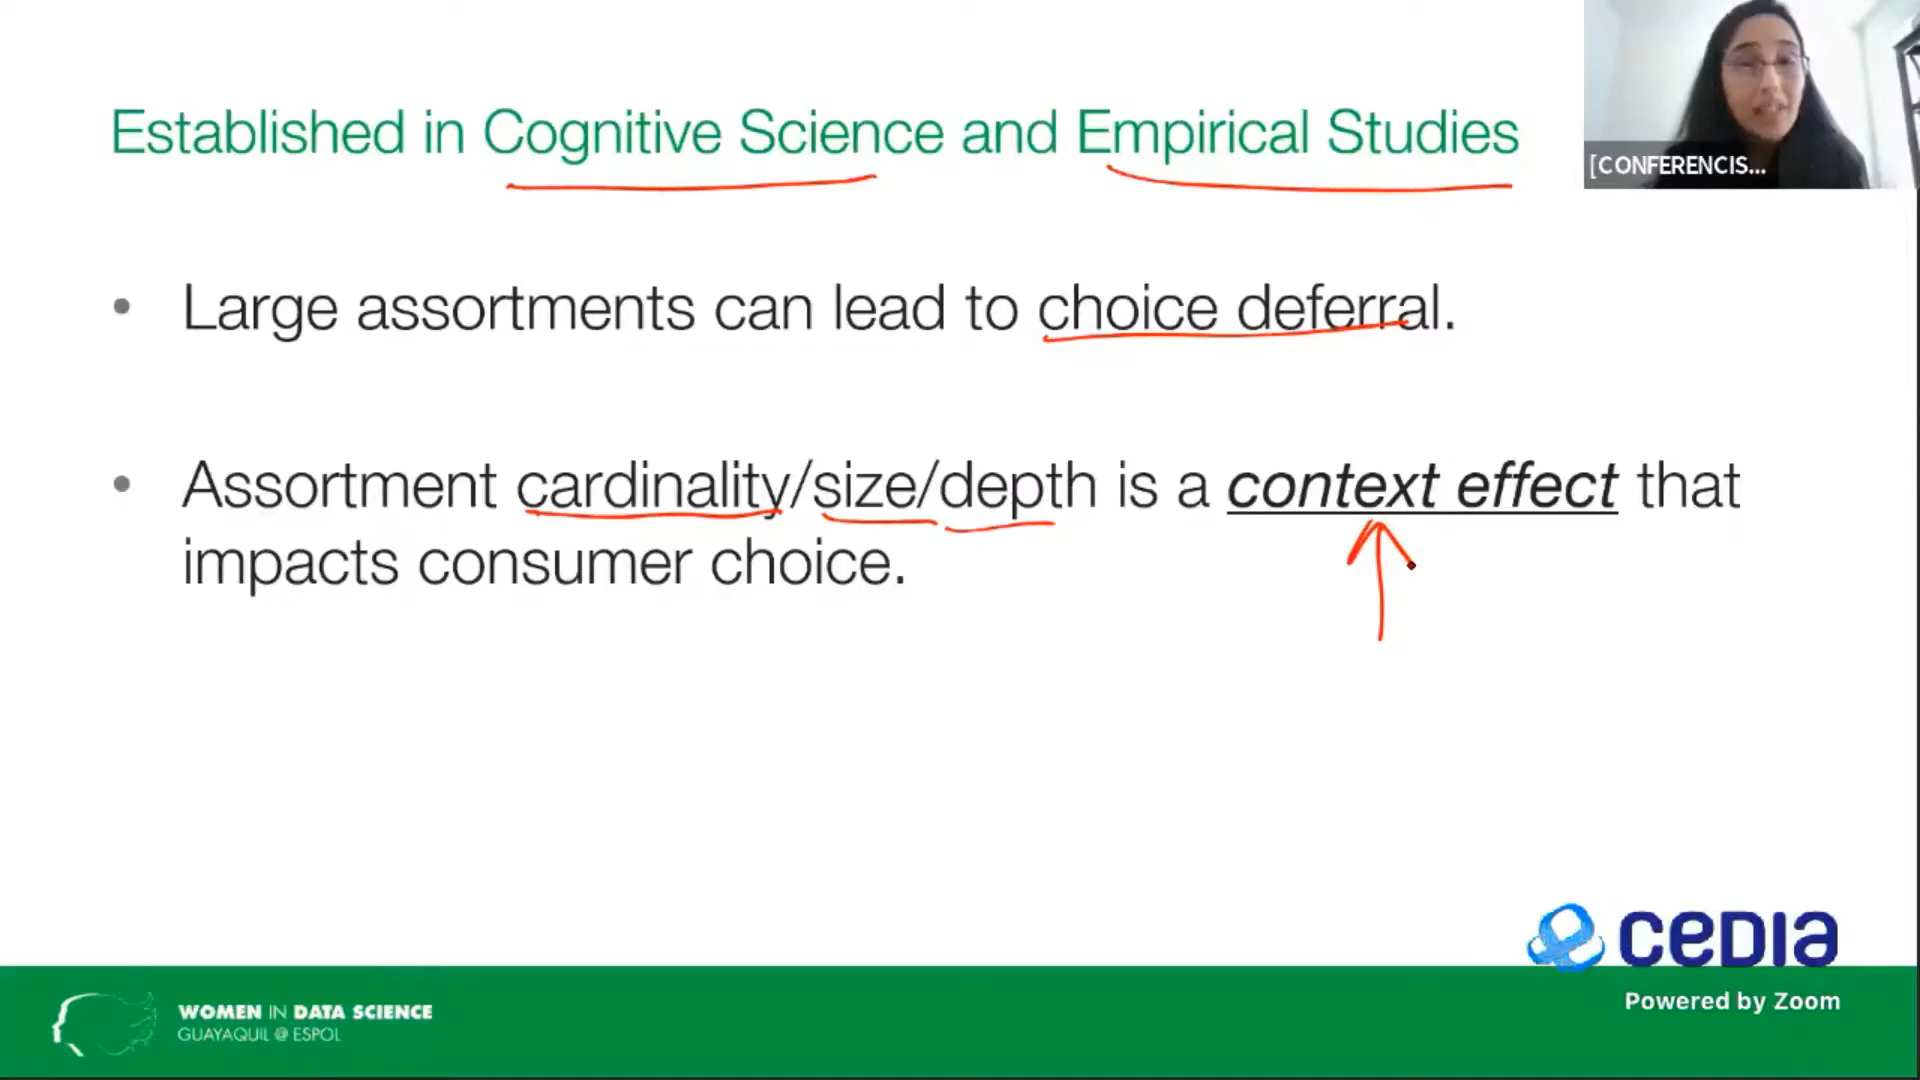 Established in Cognitive Science and Empirical Studies
[CONFERENCIS...
• Large assortments can lead to choice deferral.
• Assortment cardinality/size/depth is a context effect that
impacts consumer choice.
CEDIA
Powered by Zoom
WOMEN IN DATA SCIENCE
GUAYAQUIL @ ESPOL